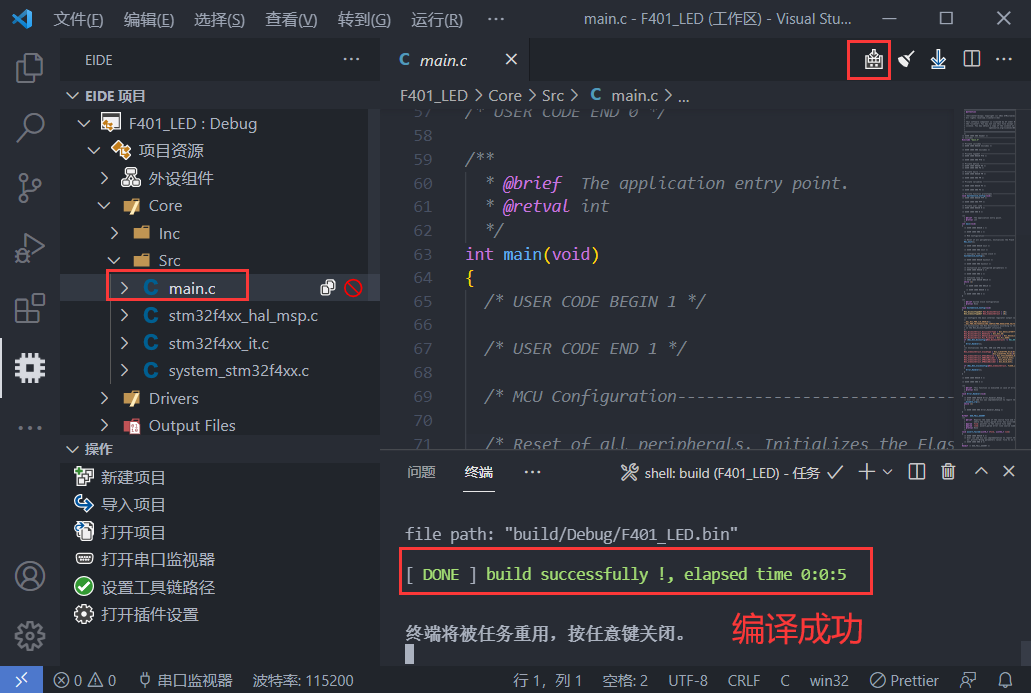 文件(F) 编辑(E) 选择(S) 查看(V) 转到(G) 运行(R) ··· main.c - F401_LED (工作区) - Visual Stu...
EIDE ···
C main.c
EIDE 项目
F401_LED > Core > Src > C main.c > ...
F401_LED : Debug
项目资源
外设组件
Core
Inc
Src
main.c
stm32f4xx_hal_msp.c
stm32f4xx_it.c
system_stm32f4xx.c
Drivers
Output Files
操作
新建项目
导入项目
打开项目
打开串口监视器
设置工具链路径
打开插件设置
57 /* USER CODE END 0 */
58
59 /**
60 * @brief The application entry point.
61 * @retval int
62 */
63 int main(void)
64 {
65 /* USER CODE BEGIN 1 */
66
67 /* USER CODE END 1 */
68
69 /* MCU Configuration-----------------------------
70
71 /* Reset of all peripherals, Initializes the Flas
问题 终端 ··· shell: build (F401_LED) - 任务
file path: "build/Debug/F401_LED.bin"
[ DONE ] build successfully !, elapsed time 0:0:5
终端将被任务重用，按任意键关闭。
编译成功
0 0 串口监视器 波特率: 115200 行 1，列 1 空格: 2 UTF-8 CRLF C win32 Prettier